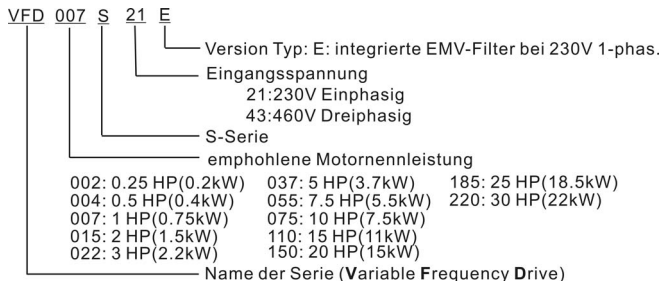 VFD 007 S 21 E
Version Typ: E: integrierte EMV-Filter bei 230V 1-phas.
Eingangsspannung
21:230V Einphasig
43:460V Dreiphasig
S-Serie
emphohlene Motornennleistung
002: 0.25 HP(0.2kW) 037: 5 HP(3.7kW) 185: 25 HP(18.5kW)
004: 0.5 HP(0.4kW) 055: 7.5 HP(5.5kW) 220: 30 HP(22kW)
007: 1 HP(0.75kW) 075: 10 HP(7.5kW)
015: 2 HP(1.5kW) 110: 15 HP(11kW)
022: 3 HP(2.2kW) 150: 20 HP(15kW)
Name der Serie (Variable Frequency Drive)